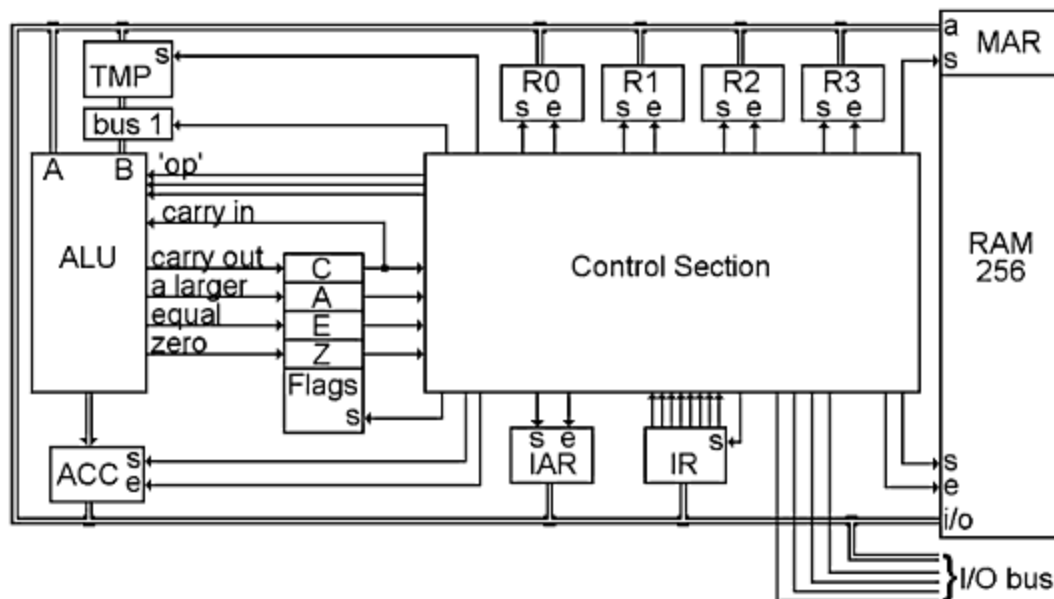 a
MAR
s
s
TMP
R0
R1
R2
R3
s e
s e
s e
s e
bus 1
A B
'op'
carry in
ALU
carry out
a larger
equal
zero
C
A
E
Z
Flags
s
Control Section
RAM
256
s e
IAR
s
IR
ACC
s
e
s
e
i/o
I/O bus